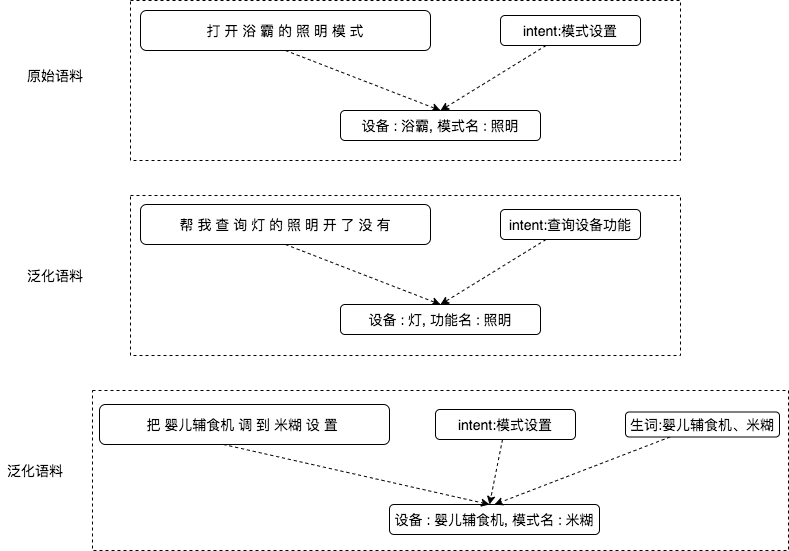 打 开 浴 霸 的 照 明 模 式
intent:模式设置
原始语料
设备 : 浴霸, 模式名 : 照明
帮 我 查 询 灯 的 照 明 开 了 没 有
intent:查询设备功能
泛化语料
设备 : 灯, 功能名 : 照明
把 婴儿辅食机 调 到 米糊 设 置
intent:模式设置
生词:婴儿辅食机、米糊
泛化语料
设备 : 婴儿辅食机, 模式名 : 米糊